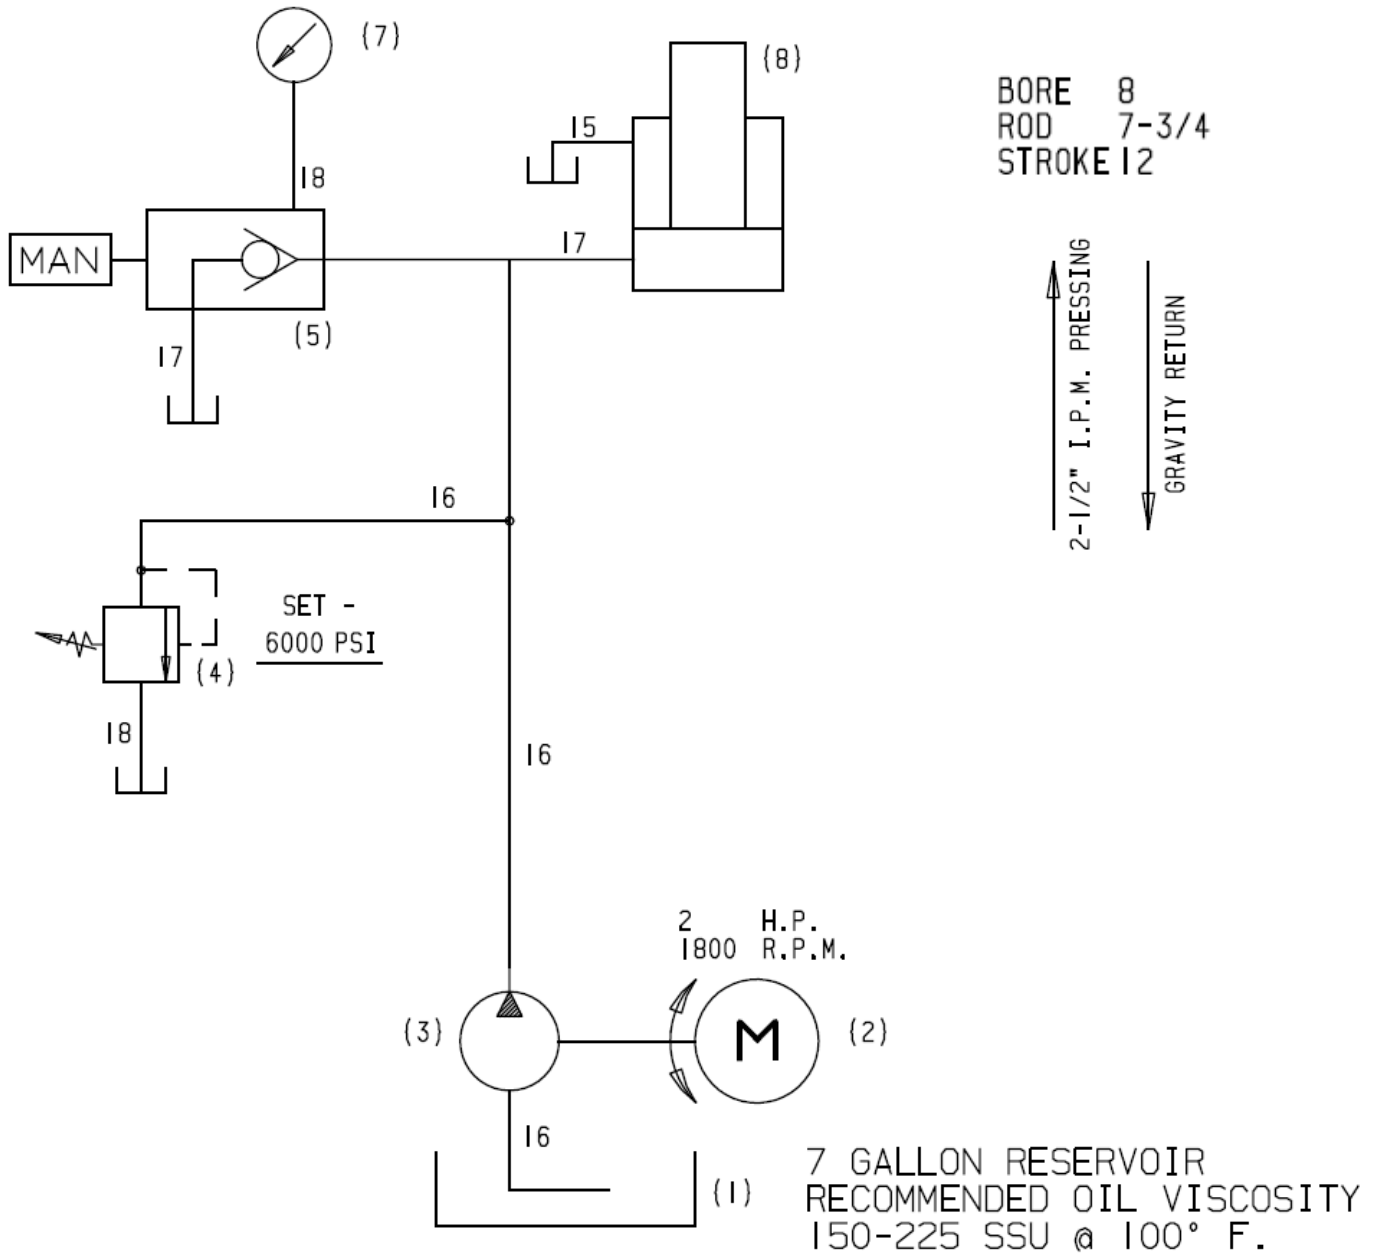 {7}
{8}
BORE 8
ROD 7-3/4
STROKE 12
15
18
MAN
17
{5}
17
2-1/2" I.P.M. PRESSING
GRAVITY RETURN
16
SET -
6000 PSI
{4}
18
16
2 H.P.
1800 R.P.M.
{3}
M
{2}
16
{1}
7 GALLON RESERVOIR
RECOMMENDED OIL VISCOSITY
150-225 SSU @ 100° F.